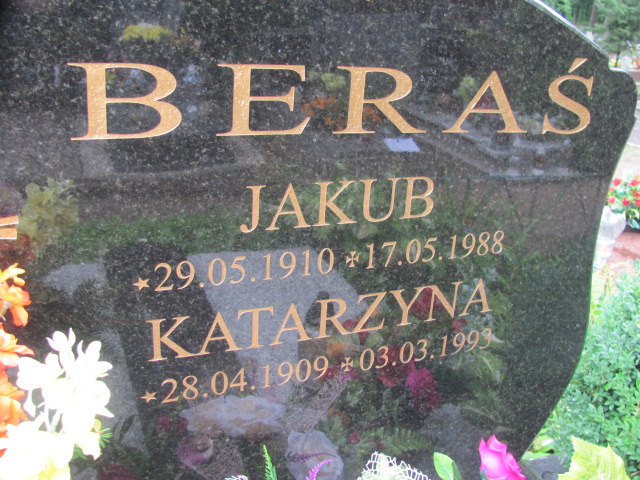 BERAŚ
JAKUB
★29.05.1910 ✠17.05.1988
KATARZYNA
★28.04.1909 ✠03.03.1993